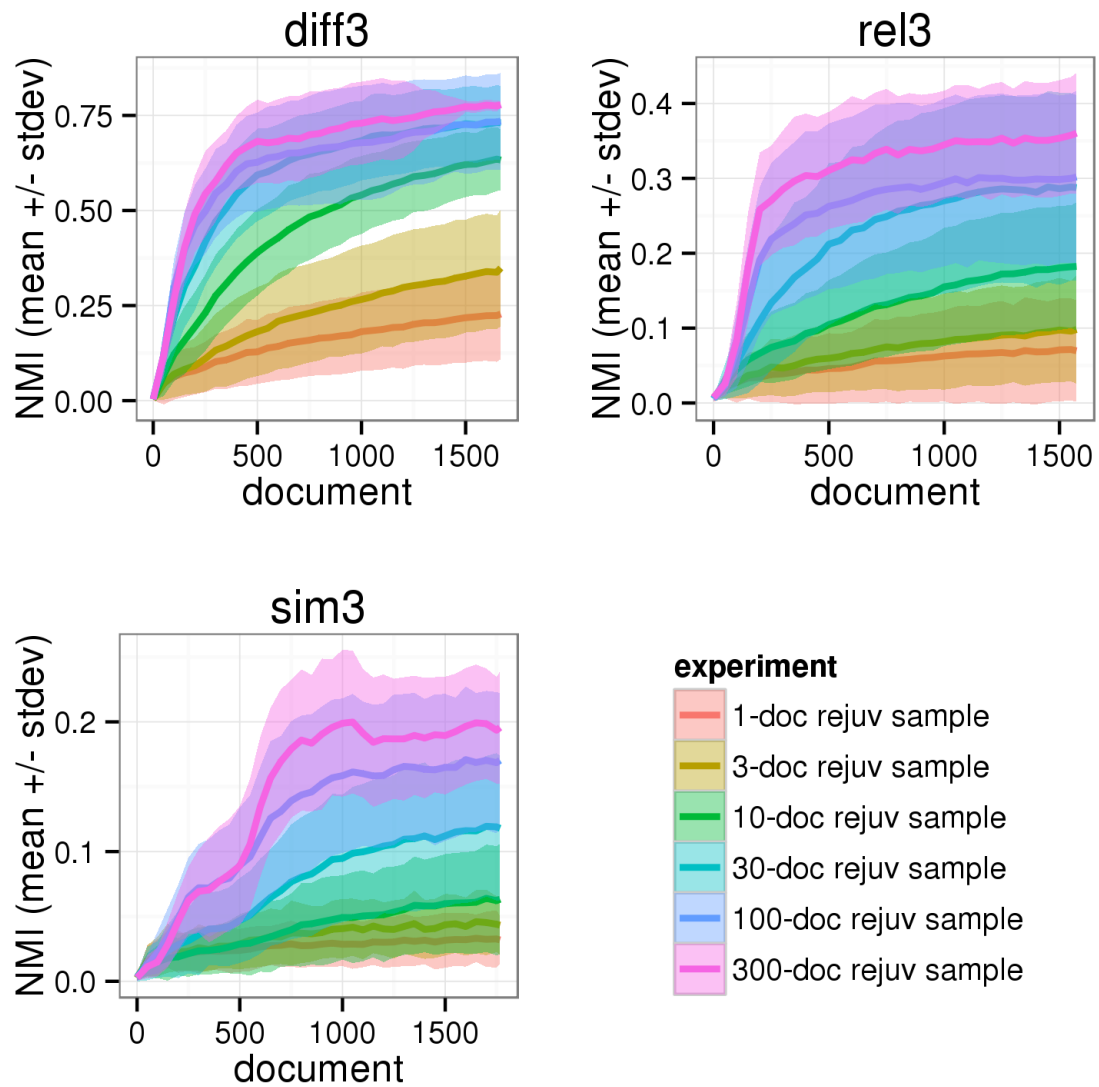 diff3
NMI (mean +/- stdev)
0.75
0.50
0.25
0.00
0 500 1000 1500
document
rel3
NMI (mean +/- stdev)
0.4
0.3
0.2
0.1
0.0
0 500 1000 1500
document
sim3
NMI (mean +/- stdev)
0.2
0.1
0.0
0 500 1000 1500
document
experiment
1-doc rejuv sample
3-doc rejuv sample
10-doc rejuv sample
30-doc rejuv sample
100-doc rejuv sample
300-doc rejuv sample